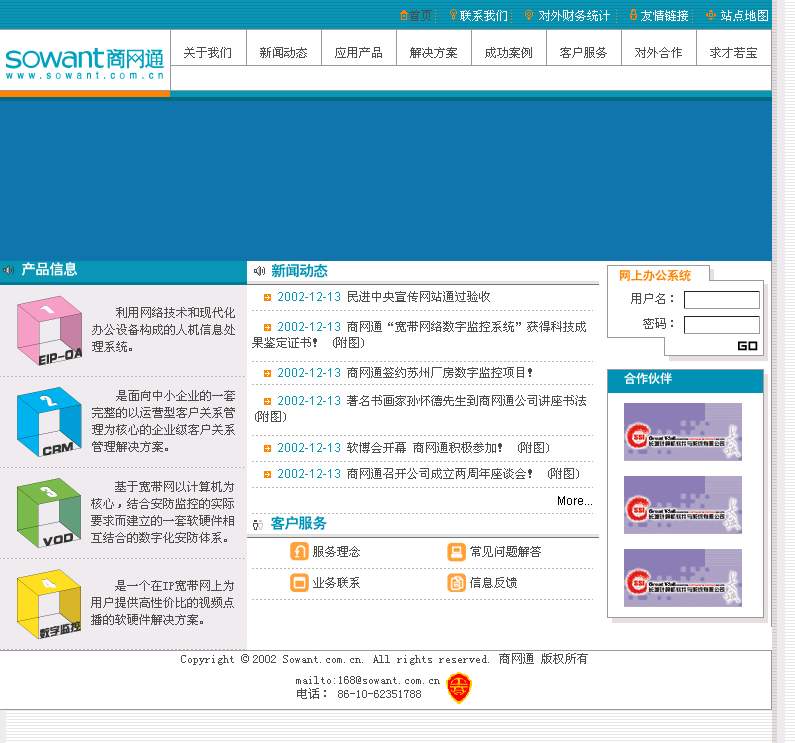 首页 联系我们 对外财务统计 友情链接 站点地图
sowant商网通
www.sowant.com.cn
关于我们 新闻动态 应用产品 解决方案 成功案例 客户服务 对外合作 求才若宝
产品信息
EIP-OA
利用网络技术和现代化
办公设备构成的人机信息处
理系统。
CRM
是面向中小企业的一套
完整的以运营型客户关系管
理为核心的企业级客户关系
管理解决方案。
VOD
基于宽带网以计算机为
核心，结合安防监控的实际
要求而建立的一套软硬件相
互结合的数字化安防体系。
数字监控
是一个在IP宽带网上为
用户提供高性价比的视频点
播的软硬件解决方案。
新闻动态
2002-12-13 民进中央宣传网站通过验收
2002-12-13 商网通“宽带网络数字监控系统”获得科技成
果鉴定证书！ (附图)
2002-12-13 商网通签约苏州厂房数字监控项目！
2002-12-13 著名书画家孙怀德先生到商网通公司讲座书法
(附图)
2002-12-13 软博会开幕 商网通积极参加！ (附图)
2002-12-13 商网通召开公司成立两周年座谈会！ (附图)
More...
客户服务
服务理念 常见问题解答
业务联系 信息反馈
网上办公系统
用户名：
密码：
GO
合作伙伴
SSI Great Wall
长城计算机软件与系统有限公司
SSI Great Wall
长城计算机软件与系统有限公司
SSI Great Wall
长城计算机软件与系统有限公司
Copyright ©2002 Sowant.com.cn. All rights reserved. 商网通 版权所有
mailto:168@sowant.com.cn
电话： 86-10-62351788